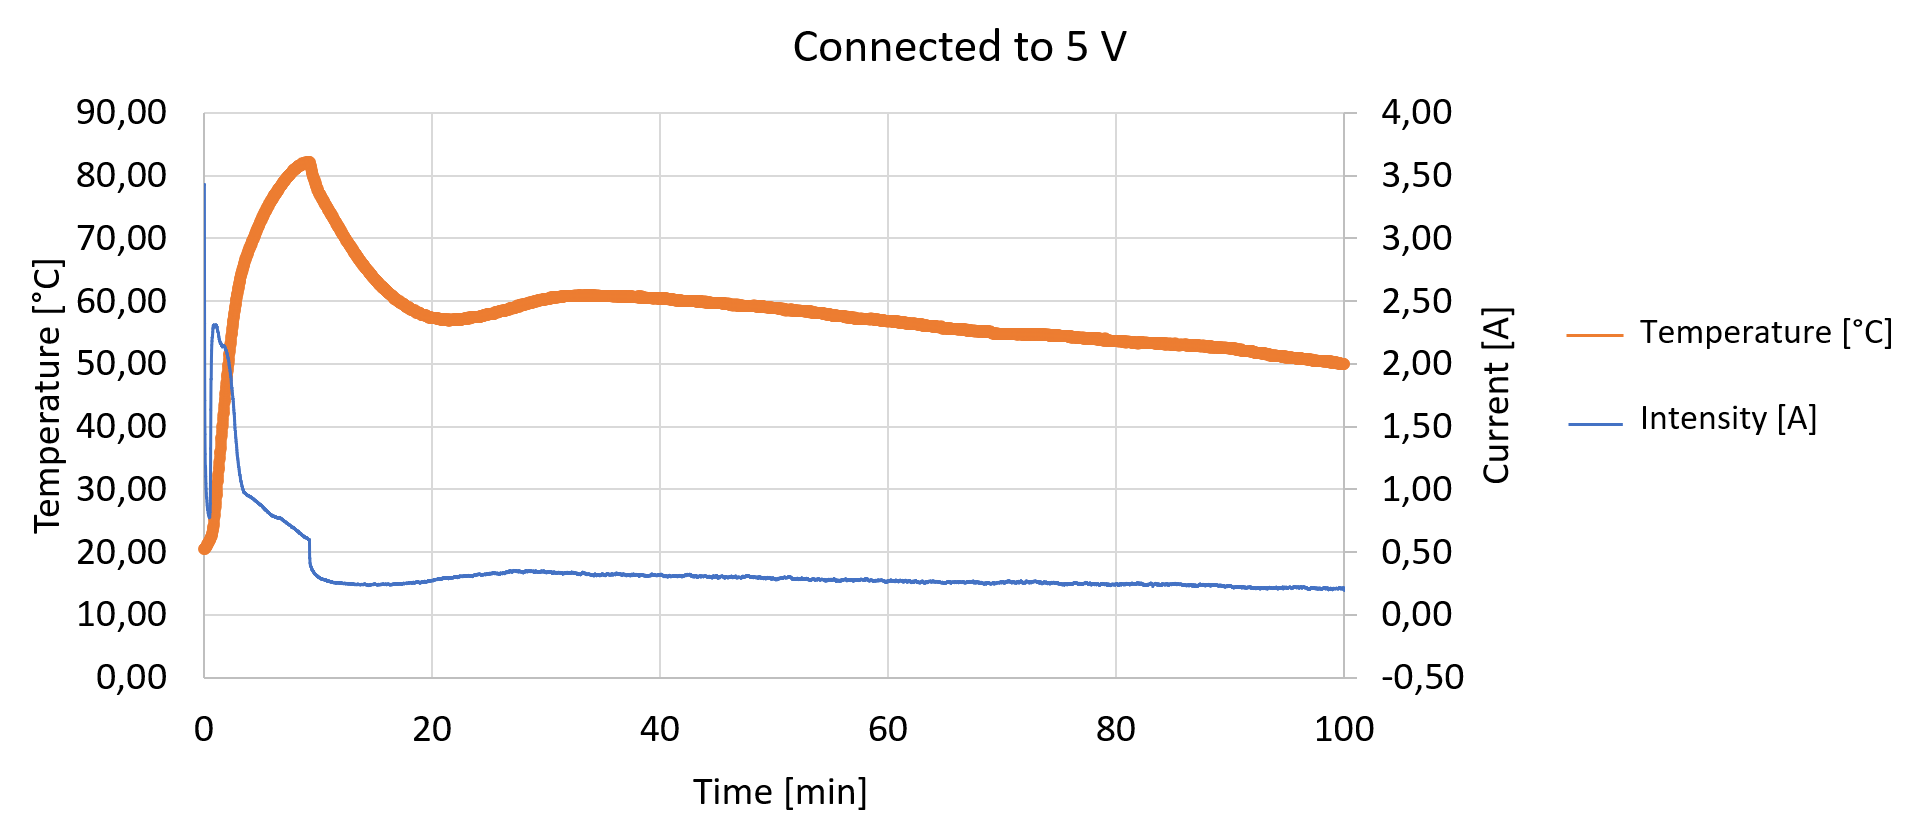 Connected to 5 V
90,00
80,00
70,00
60,00
50,00
40,00
30,00
20,00
10,00
0,00
Temperature [°C]
4,00
3,50
3,00
2,50
2,00
1,50
1,00
0,50
0,00
-0,50
Current [A]
0 20 40 60 80 100
Time [min]
Temperature [°C]
Intensity [A]